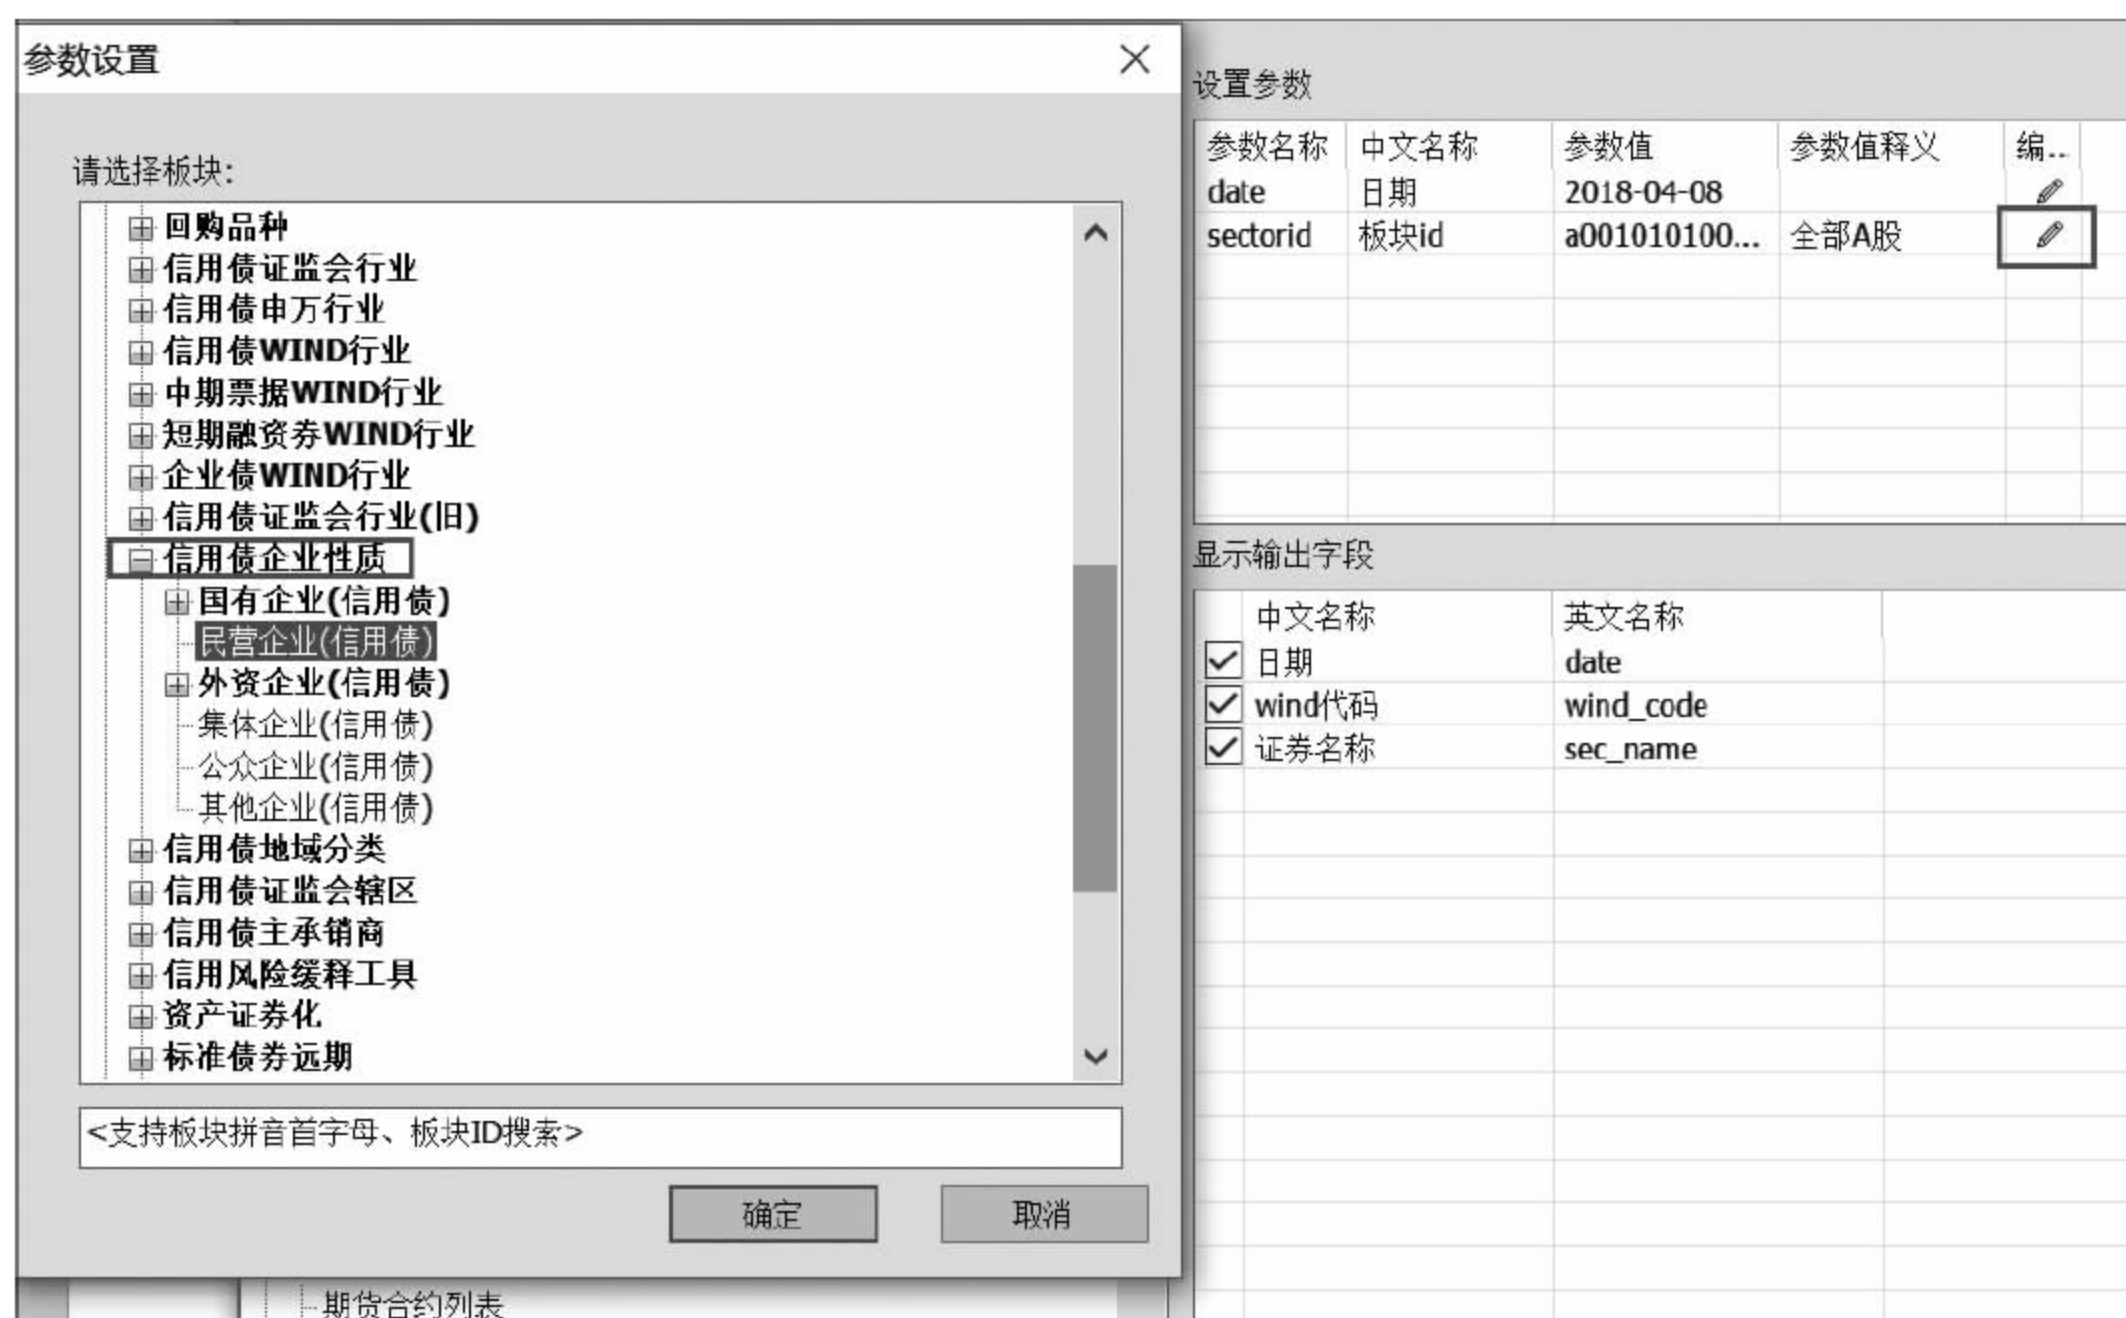 参数设置
请选择板块:
回购品种
信用债证监会行业
信用债申万行业
信用债WIND行业
中期票据WIND行业
短期融资券WIND行业
企业债WIND行业
信用债证监会行业(旧)
信用债企业性质
国有企业(信用债)
民营企业(信用债)
外资企业(信用债)
集体企业(信用债)
公众企业(信用债)
其他企业(信用债)
信用债地域分类
信用债证监会辖区
信用债主承销商
信用风险缓释工具
资产证券化
标准债券远期
<支持板块拼音首字母、板块ID搜索>
确定 取消
期货合约列表
设置参数
参数名称 中文名称 参数值 参数值释义 编...
date 日期 2018-04-08
sectorid 板块id a001010100... 全部A股
显示输出字段
中文名称 英文名称
日期 date
wind代码 wind_code
证券名称 sec_name